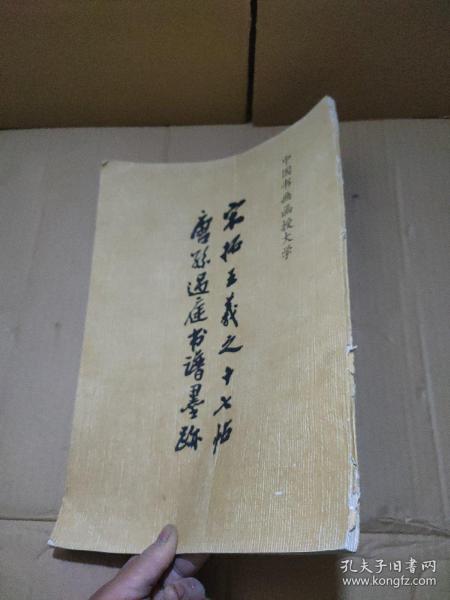 中国书画函授大学
宋拓王羲之十七帖
唐孙过庭书谱墨跡
孔夫子旧书网
www.kongfz.com